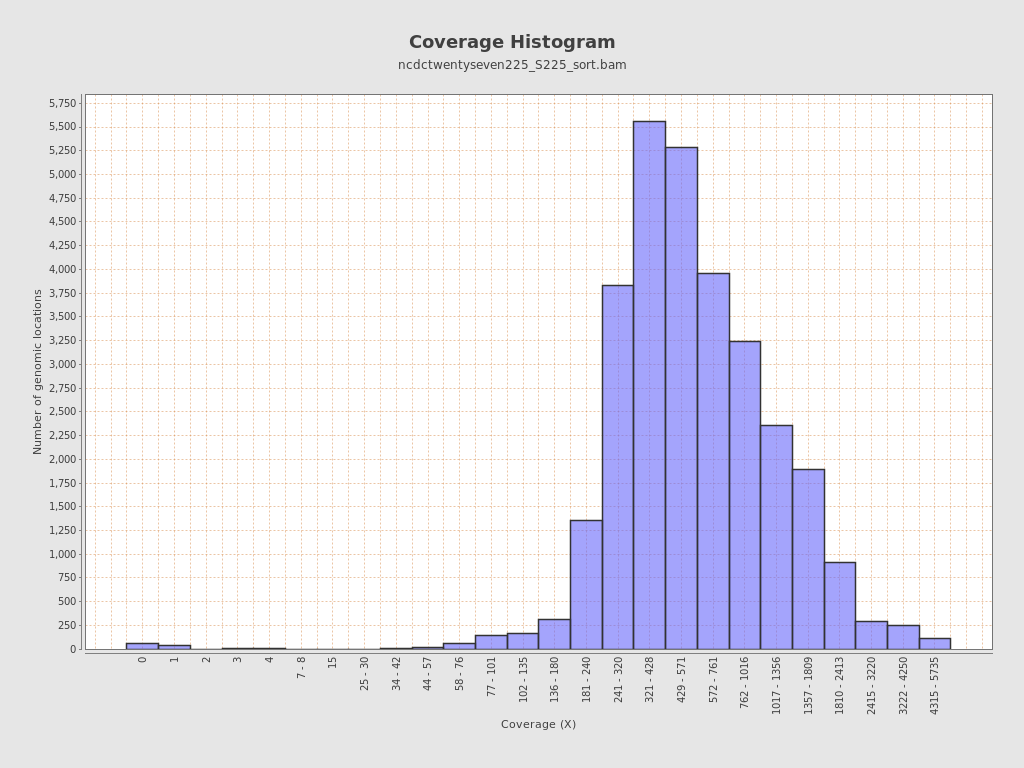 Coverage Histogram
ncdctwentyseven225_S225_sort.bam
Number of genomic locations
5,750
5,500
5,250
5,000
4,750
4,500
4,250
4,000
3,750
3,500
3,250
3,000
2,750
2,500
2,250
2,000
1,750
1,500
1,250
1,000
750
500
250
0
0
1
2
3
4
7 - 8
15
25 - 30
34 - 42
44 - 57
58 - 76
77 - 101
102 - 135
136 - 180
181 - 240
241 - 320
321 - 428
429 - 571
572 - 761
762 - 1016
1017 - 1356
1357 - 1809
1810 - 2413
2415 - 3220
3222 - 4250
4315 - 5735
Coverage (X)